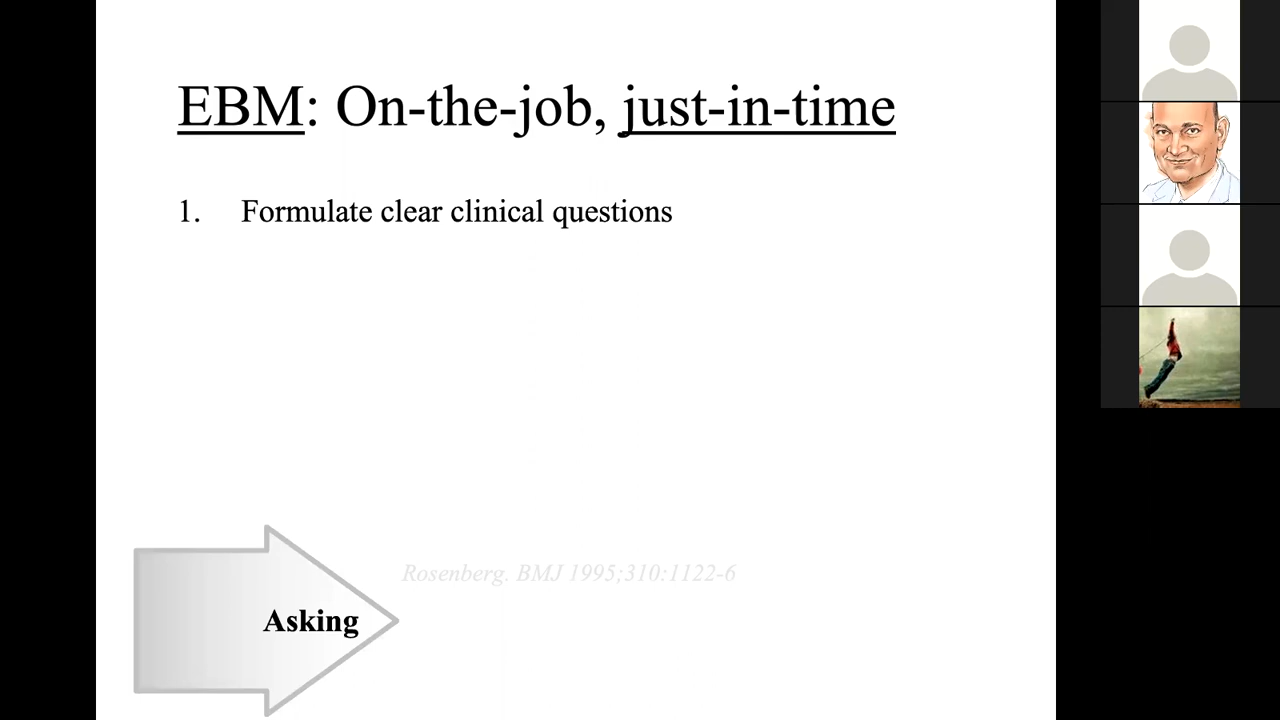 EBM: On-the-job, just-in-time
1. Formulate clear clinical questions
Rosenberg. BMJ 1995;310:1122-6
Asking